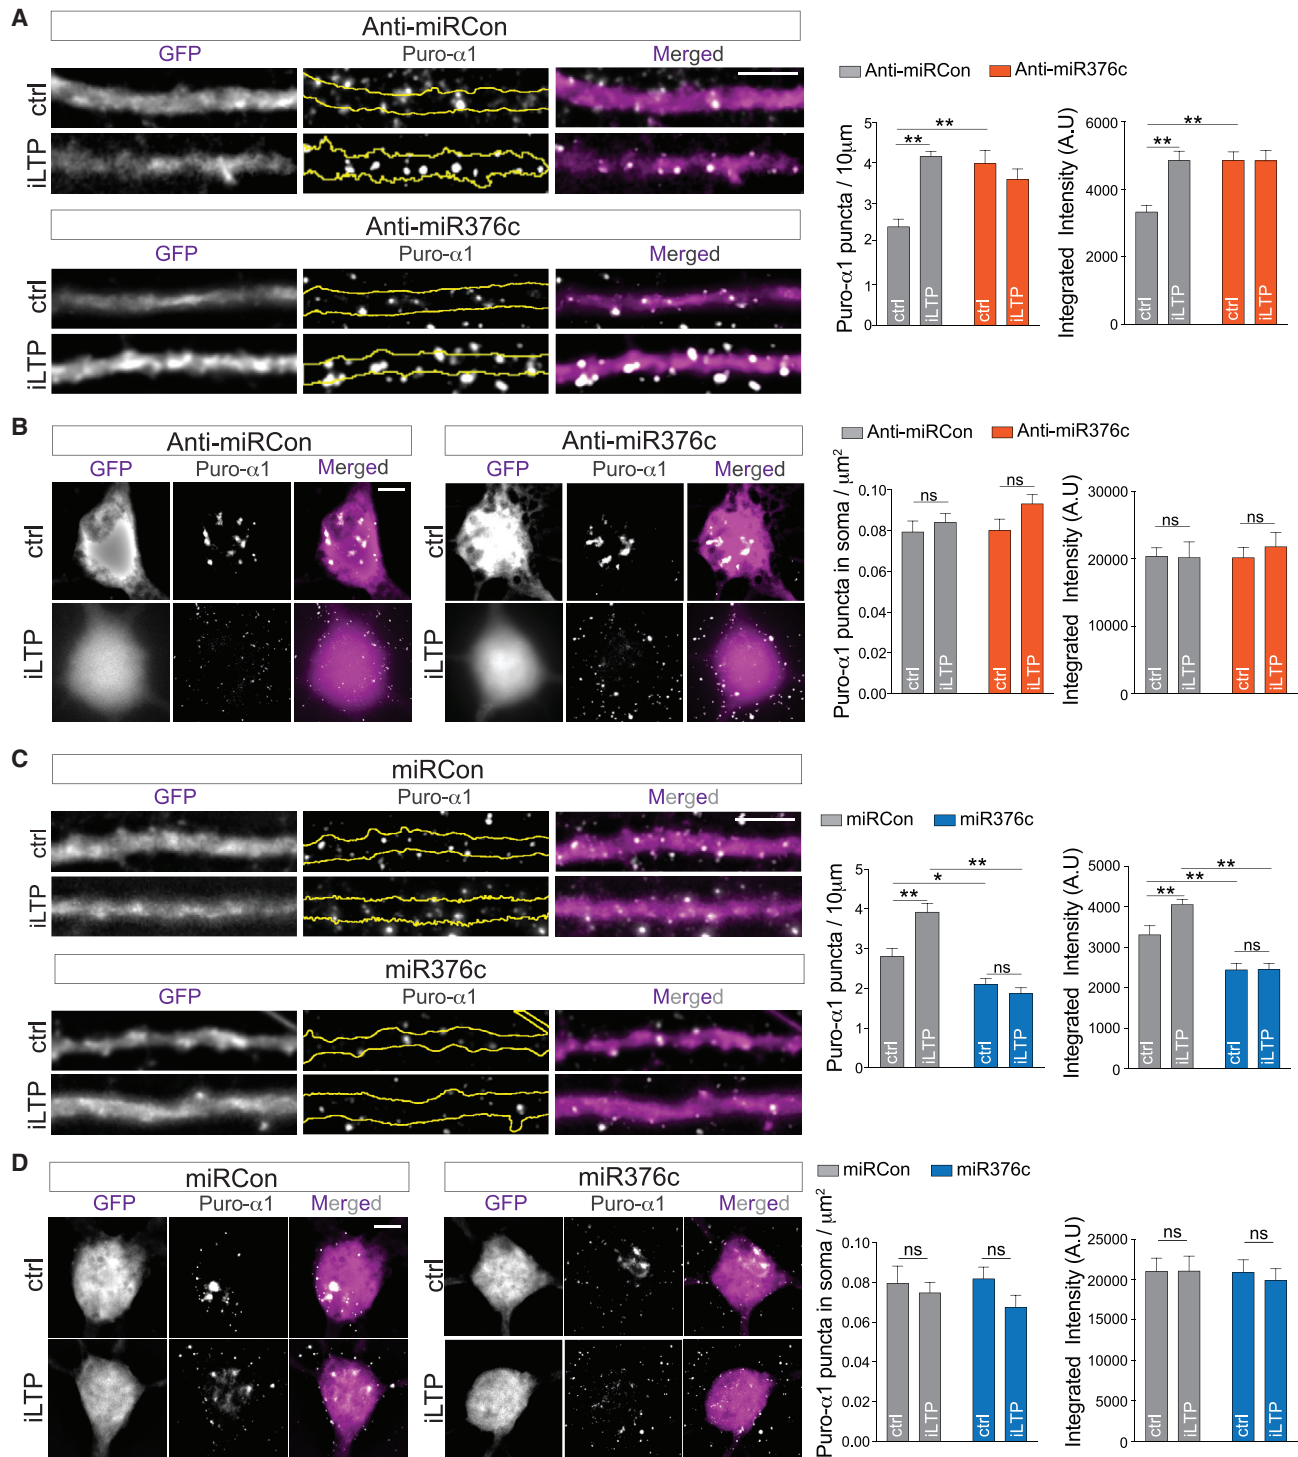 A
Anti-miRCon
GFP Puro-α1 Merged
ctrl
iLTP
Anti-miR376c
GFP Puro-α1 Merged
ctrl
iLTP
Anti-miRCon Anti-miR376c
Puro-α1 puncta / 10μm
5
4
3
2
1
0
** **
ctrl iLTP ctrl iLTP
Integrated Intensity (A.U)
6000
4000
2000
0
** **
ctrl iLTP ctrl iLTP
B
Anti-miRCon Anti-miR376c
GFP Puro-α1 Merged GFP Puro-α1 Merged
ctrl ctrl
iLTP iLTP
Anti-miRCon Anti-miR376c
Puro-α1 puncta in soma / μm²
0.10
0.08
0.06
0.04
0.02
0.00
ns ns
ctrl iLTP ctrl iLTP
Integrated Intensity (A.U)
30000
20000
10000
0
ns ns
ctrl iLTP ctrl iLTP
C
miRCon
GFP Puro-α1 Merged
ctrl
iLTP
miR376c
GFP Puro-α1 Merged
ctrl
iLTP
miRCon miR376c
Puro-α1 puncta / 10μm
5
4
3
2
1
0
**
*
** ns
ctrl iLTP ctrl iLTP
Integrated Intensity (A.U)
5000
4000
3000
2000
1000
0
**
**
** ns
ctrl iLTP ctrl iLTP
D
miRCon miR376c
GFP Puro-α1 Merged GFP Puro-α1 Merged
ctrl ctrl
iLTP iLTP
miRCon miR376c
Puro-α1 puncta in soma / μm²
0.10
0.08
0.06
0.04
0.02
0.00
ns ns
ctrl iLTP ctrl iLTP
Integrated Intensity (A.U)
25000
20000
15000
10000
5000
0
ns ns
ctrl iLTP ctrl iLTP